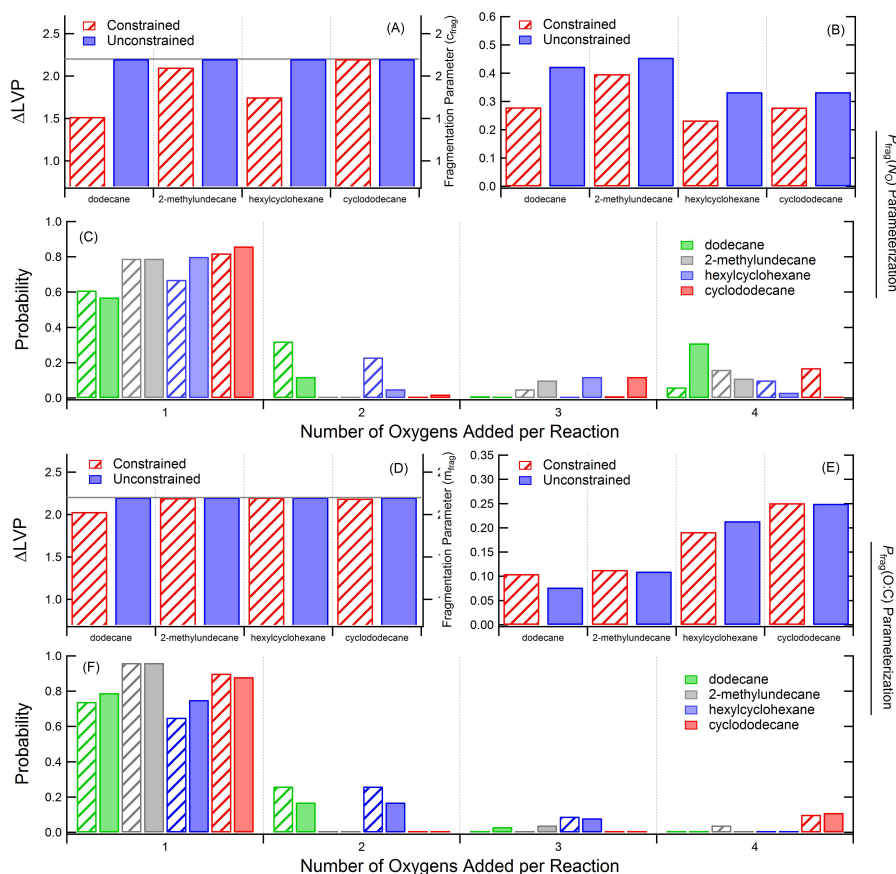 (A)
Constrained
Unconstrained
2.5
2.0
1.5
1.0
ΔLVP
dodecane 2-methylundecane hexylcyclohexane cyclododecane
2
2
1
1
Fragmentation Parameter (cfrag)
(B)
Constrained
Unconstrained
0.6
0.5
0.4
0.3
0.2
0.1
0.0
dodecane 2-methylundecane hexylcyclohexane cyclododecane
Pfrag(NO) Parameterization
(C)
dodecane
2-methylundecane
hexylcyclohexane
cyclododecane
1.0
0.8
0.6
0.4
0.2
0.0
Probability
1 2 3 4
Number of Oxygens Added per Reaction
(D)
Constrained
Unconstrained
2.5
2.0
1.5
1.0
ΔLVP
dodecane 2-methylundecane hexylcyclohexane cyclododecane
Fragmentation Parameter (mfrag)
(E)
Constrained
Unconstrained
0.35
0.30
0.25
0.20
0.15
0.10
0.05
0.00
dodecane 2-methylundecane hexylcyclohexane cyclododecane
Pfrag(O:C) Parameterization
(F)
dodecane
2-methylundecane
hexylcyclohexane
cyclododecane
1.0
0.8
0.6
0.4
0.2
0.0
Probability
1 2 3 4
Number of Oxygens Added per Reaction